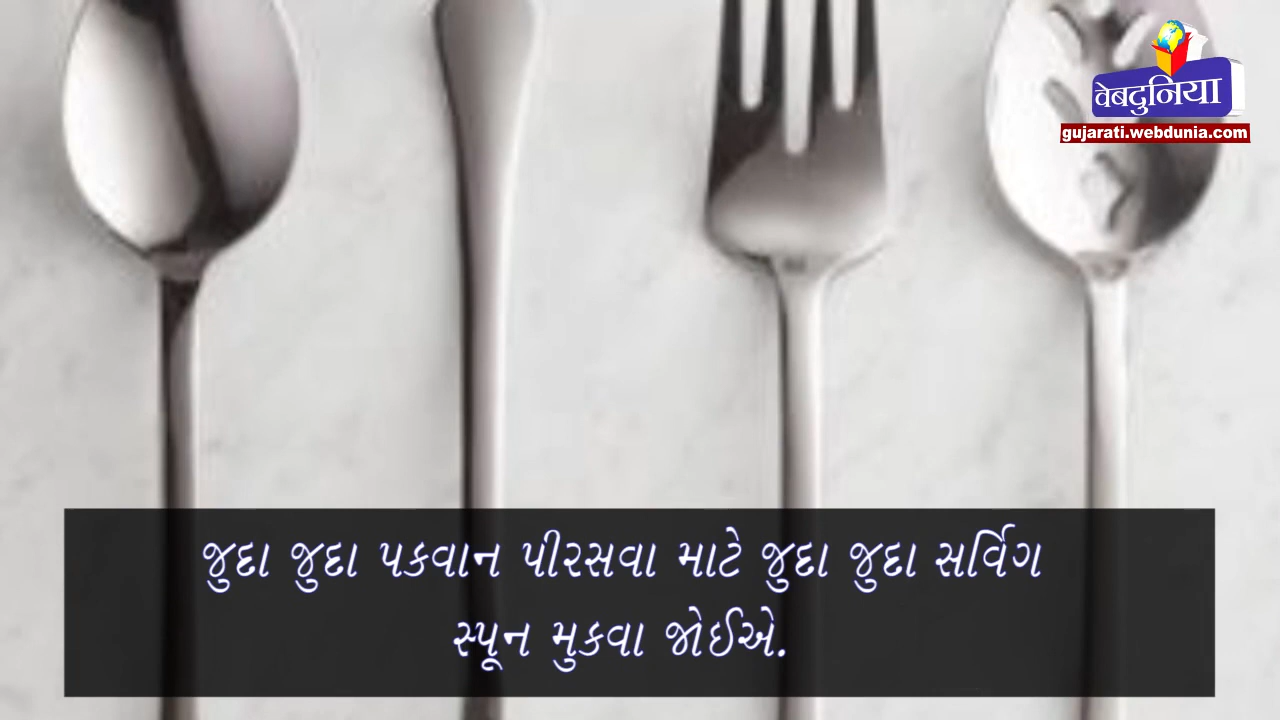 वेबदुनिया
gujarati.webdunia.com
જુદા જુદા પકવાન પીરસવા માટે જુદા જુદા સર્વિગ
સ્પૂન મુકવા જોઈએ.